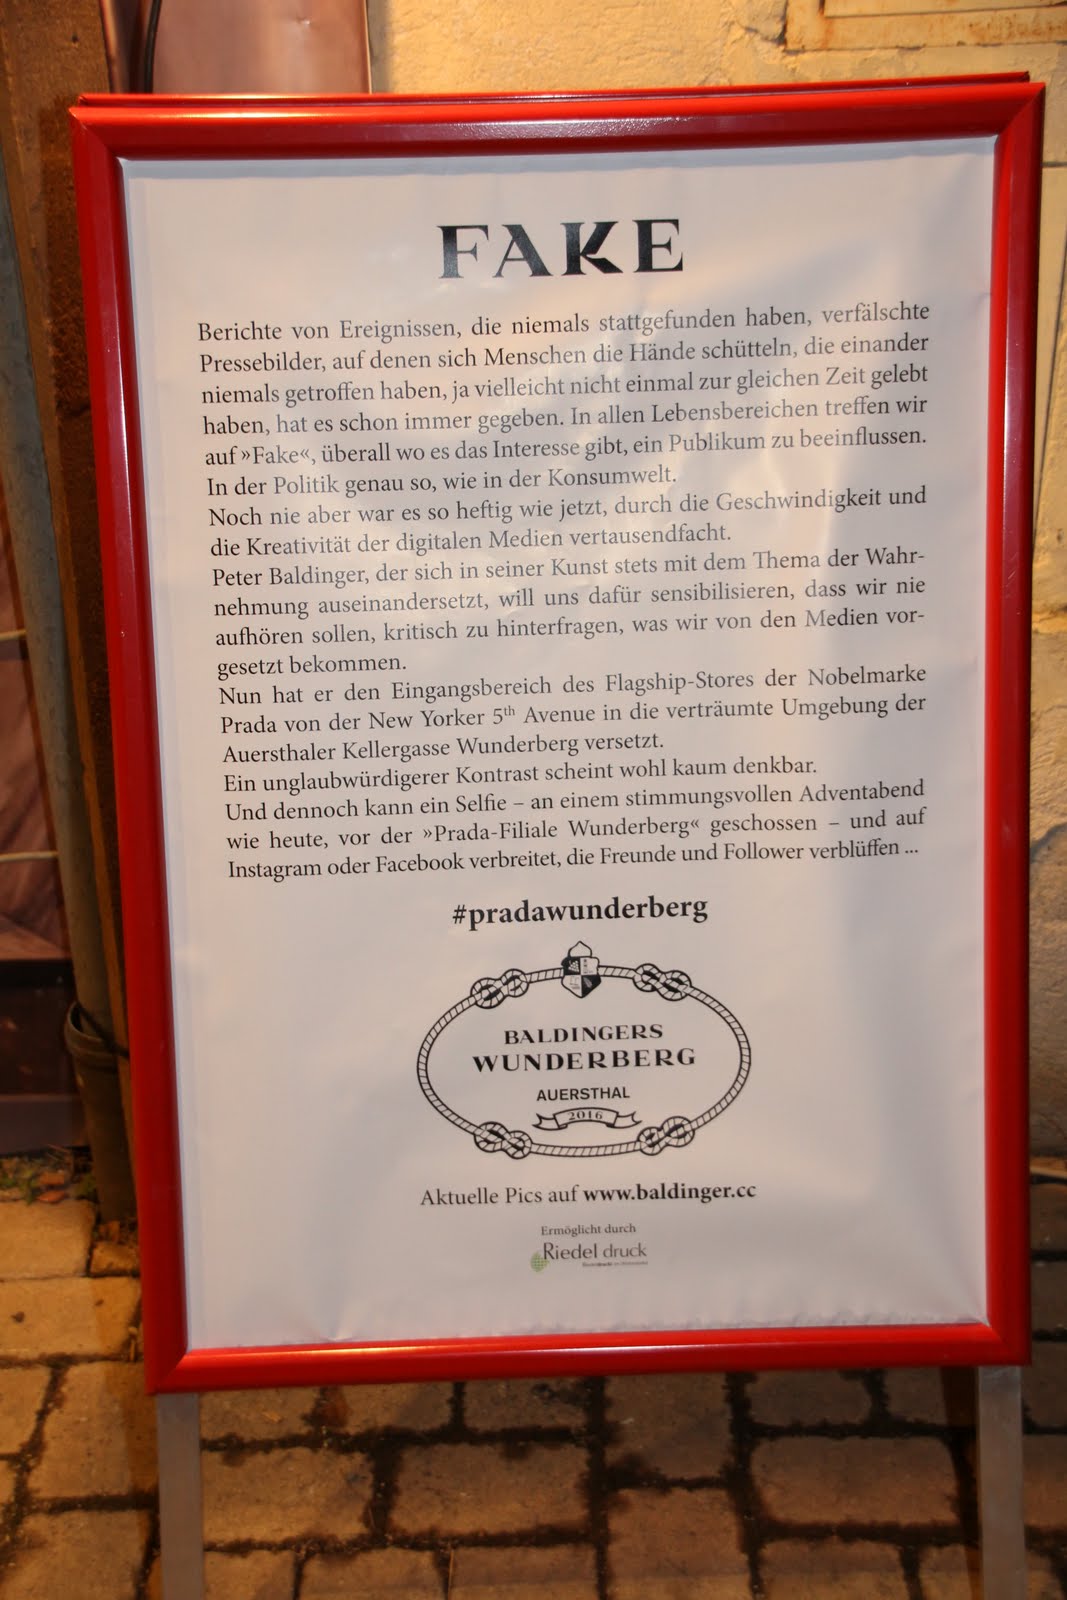 FAKE
Berichte von Ereignissen, die niemals stattgefunden haben, verfälschte
Pressebilder, auf denen sich Menschen die Hände schütteln, die einander
niemals getroffen haben, ja vielleicht nicht einmal zur gleichen Zeit gelebt
haben, hat es schon immer gegeben. In allen Lebensbereichen treffen wir
auf »Fake«, überall wo es das Interesse gibt, ein Publikum zu beeinflussen.
In der Politik genau so, wie in der Konsumwelt.
Noch nie aber war es so heftig wie jetzt, durch die Geschwindigkeit und
die Kreativität der digitalen Medien vertausendfacht.
Peter Baldinger, der sich in seiner Kunst stets mit dem Thema der Wahr-
nehmung auseinandersetzt, will uns dafür sensibilisieren, dass wir nie
aufhören sollen, kritisch zu hinterfragen, was wir von den Medien vor-
gesetzt bekommen.
Nun hat er den Eingangsbereich des Flagship-Stores der Nobelmarke
Prada von der New Yorker 5th Avenue in die verträumte Umgebung der
Auersthaler Kellergasse Wunderberg versetzt.
Ein unglaubwürdigerer Kontrast scheint wohl kaum denkbar.
Und dennoch kann ein Selfie – an einem stimmungsvollen Adventabend
wie heute, vor der »Prada-Filiale Wunderberg« geschossen – und auf
Instagram oder Facebook verbreitet, die Freunde und Follower verblüffen ...
#pradawunderberg
BALDINGERS
WUNDERBERG
AUERSTHAL
2016
Aktuelle Pics auf www.baldinger.cc
Ermöglicht durch
Riedel druck